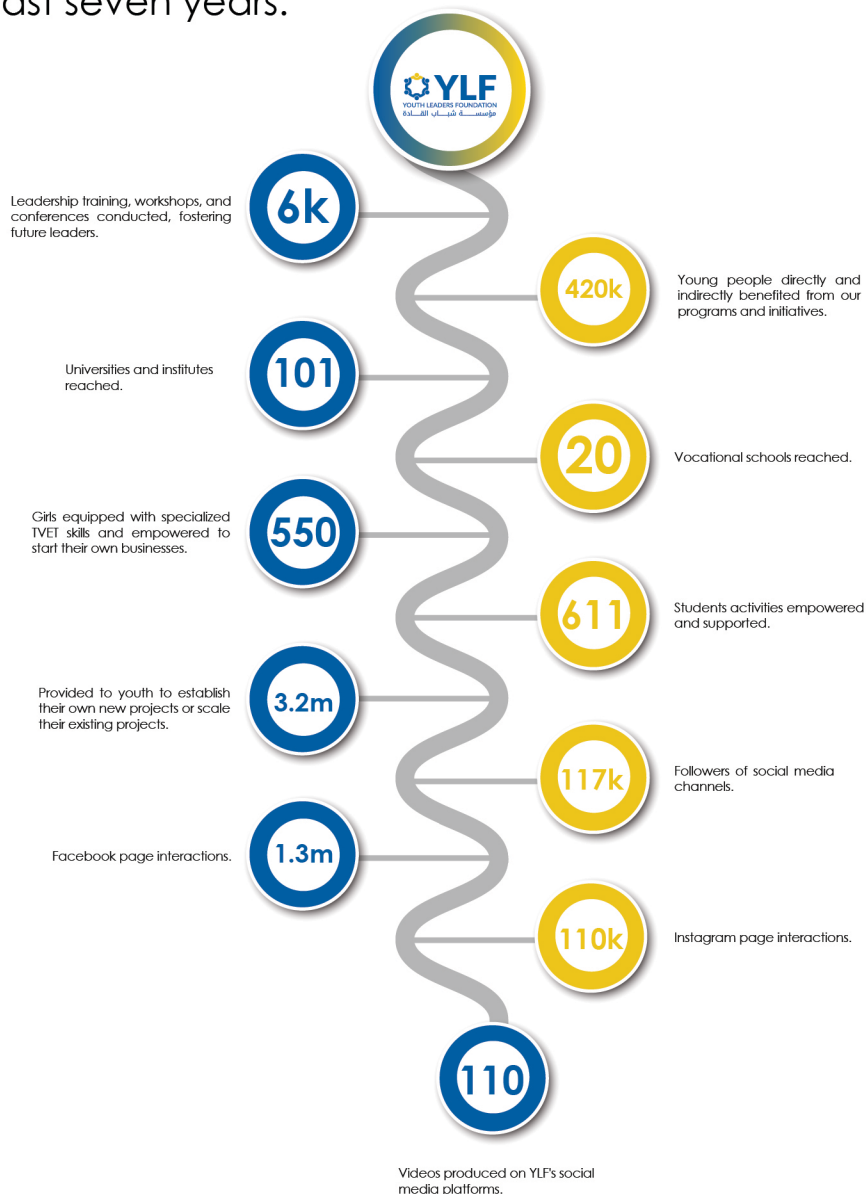 ast seven years.
YLF
YOUTH LEADERS FOUNDATION
مؤسسة شباب القادة
6k
Leadership training, workshops, and
conferences conducted, fostering
future leaders.
420k
Young people directly and
indirectly benefited from our
programs and initiatives.
101
Universities and institutes
reached.
20
Vocational schools reached.
550
Girls equipped with specialized
TVET skills and empowered to
start their own businesses.
611
Students activities empowered
and supported.
3.2m
Provided to youth to establish
their own new projects or scale
their existing projects.
117k
Followers of social media
channels.
1.3m
Facebook page interactions.
110k
Instagram page interactions.
110
Videos produced on YLF's social
media platforms.